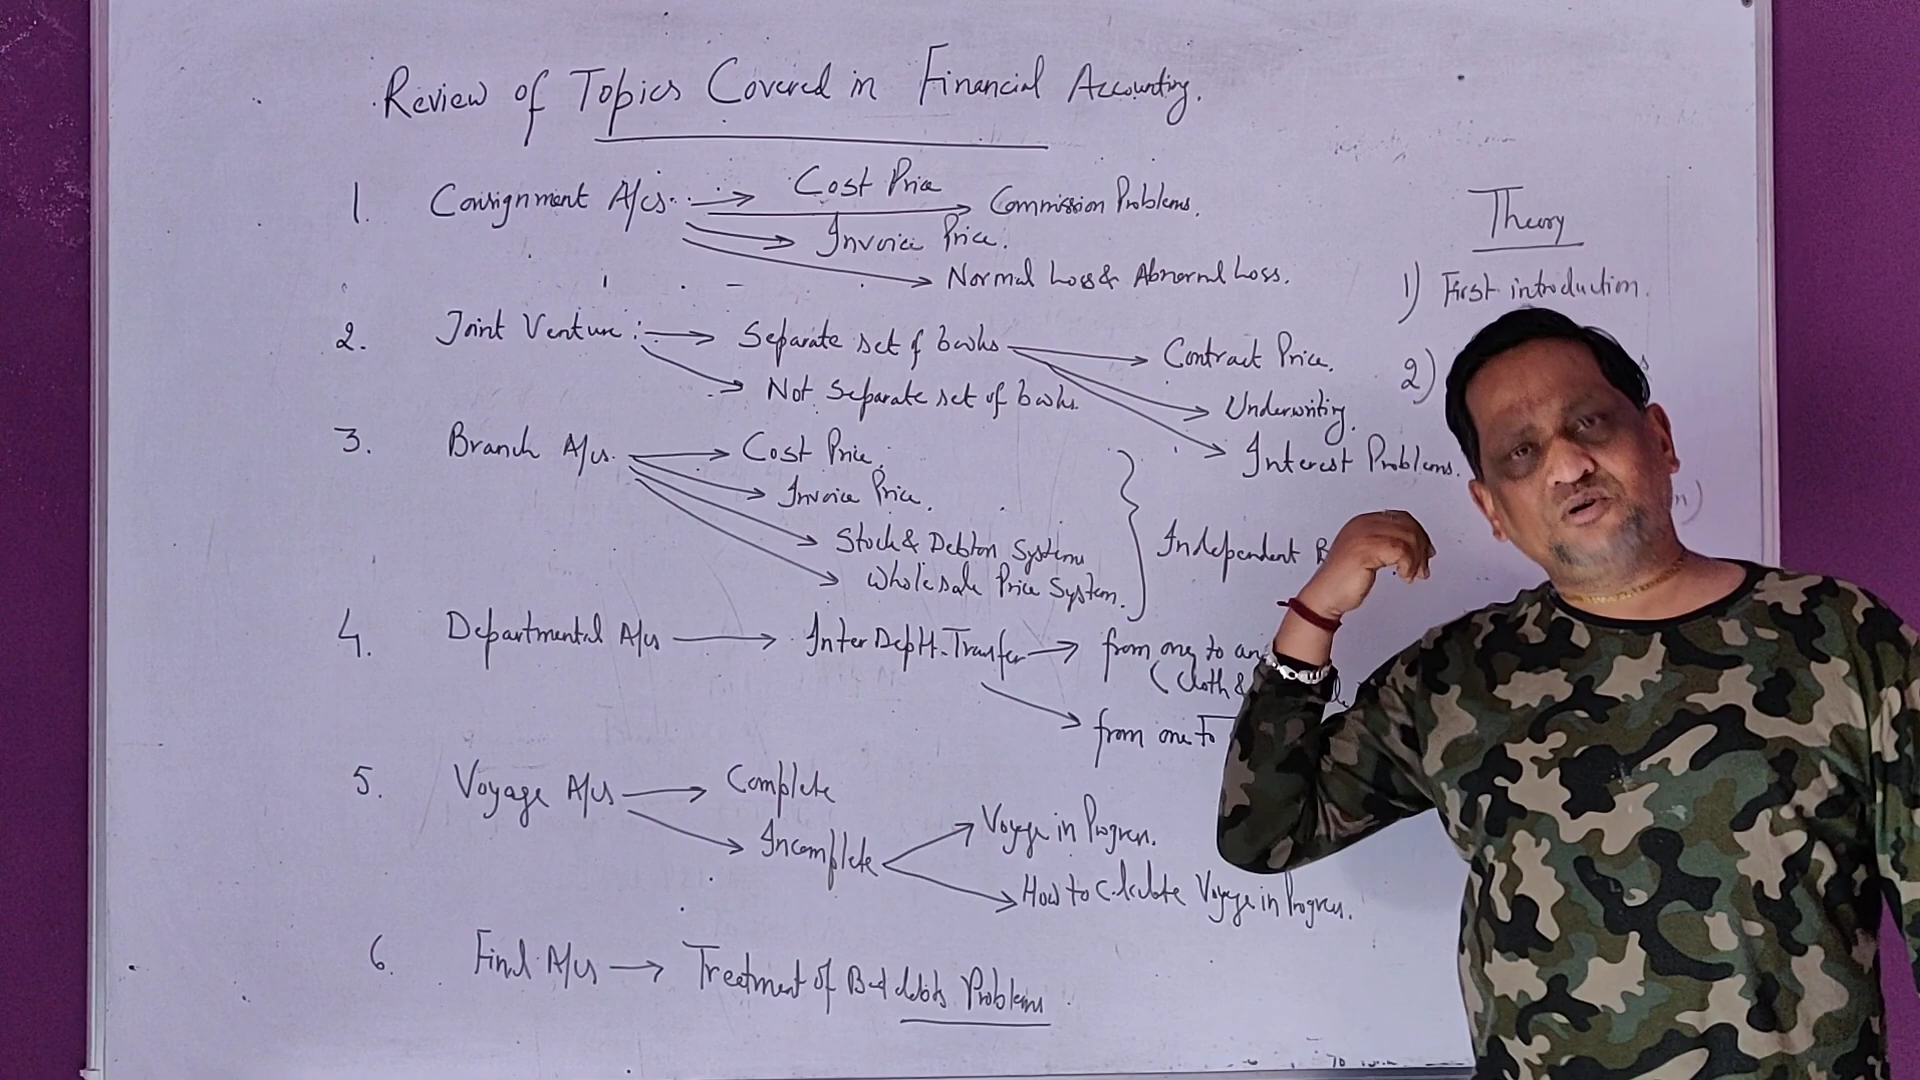 Review of Topics Covered in Financial Accounting.
1. Consignment A/cs. → Cost Price
→ Commission Problems.
→ Invoice Price.
→ Normal Loss & Abnormal Loss.
2. Joint Venture : → Separate set of books → Contract Price.
→ Underwriting.
→ Interest Problems.
→ Not Separate set of books.
3. Branch A/cs. → Cost Price.
→ Invoice Price.
→ Stock & Debtors System
→ Wholesale Price System.
} Independent
4. Departmental A/cs → Inter Deptt. Transfer → from one to
(Cloth &
→ from one to
5. Voyage A/cs → Complete
→ Incomplete → Voyage in Progress.
→ How to Calculate Voyage in Progress.
6. Final A/cs → Treatment of Bad debts Problems
Theory
1) First introduction.
2)